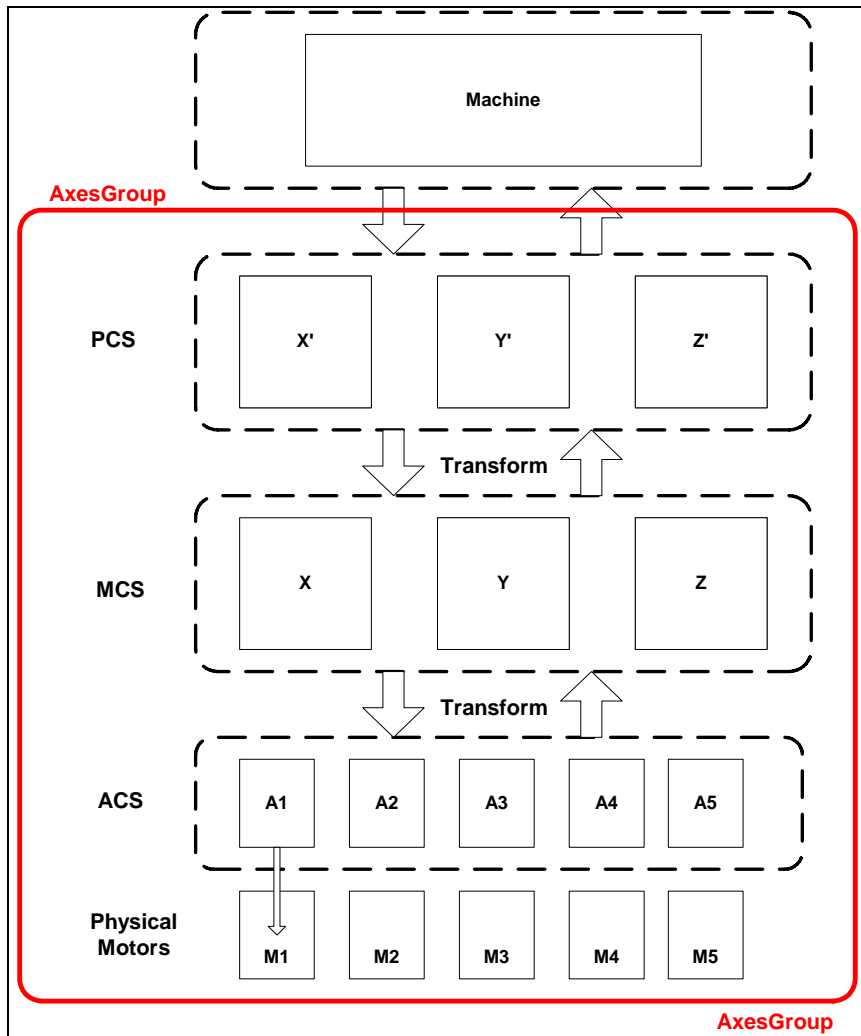 Machine
AxesGroup
PCS
X'
Y'
Z'
Transform
MCS
X
Y
Z
Transform
ACS
A1
A2
A3
A4
A5
Physical
Motors
M1
M2
M3
M4
M5
AxesGroup